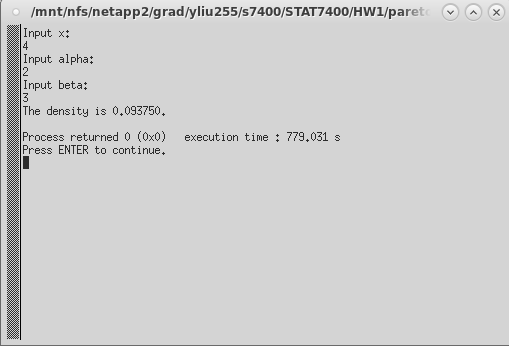 /mnt/nfs/netapp2/grad/yliu255/s7400/STAT7400/HW1/pareto
Input x:
4
Input alpha:
2
Input beta:
3
The density is 0.093750.
Process returned 0 (0x0)   execution time : 779.031 s
Press ENTER to continue.